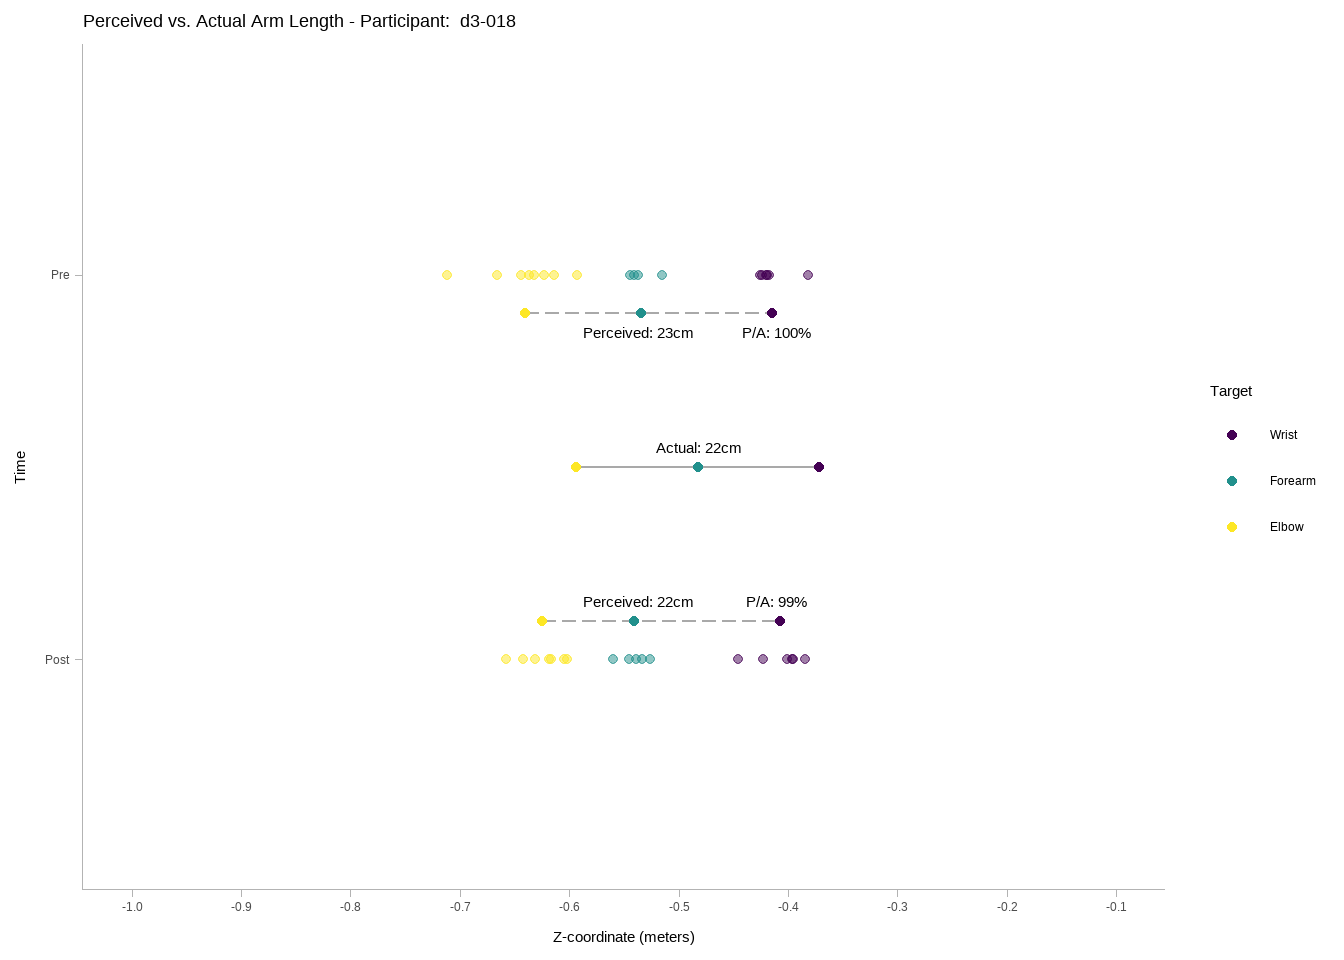 Perceived vs. Actual Arm Length - Participant:  d3-018
Pre
Perceived: 23cm
P/A: 100%
Target
Actual: 22cm
Wrist
Time
Forearm
Elbow
Perceived: 22cm
P/A: 99%
Post
-1.0
-0.9
-0.8
-0.7
-0.6
-0.5
-0.4
-0.3
-0.2
-0.1
Z-coordinate (meters)